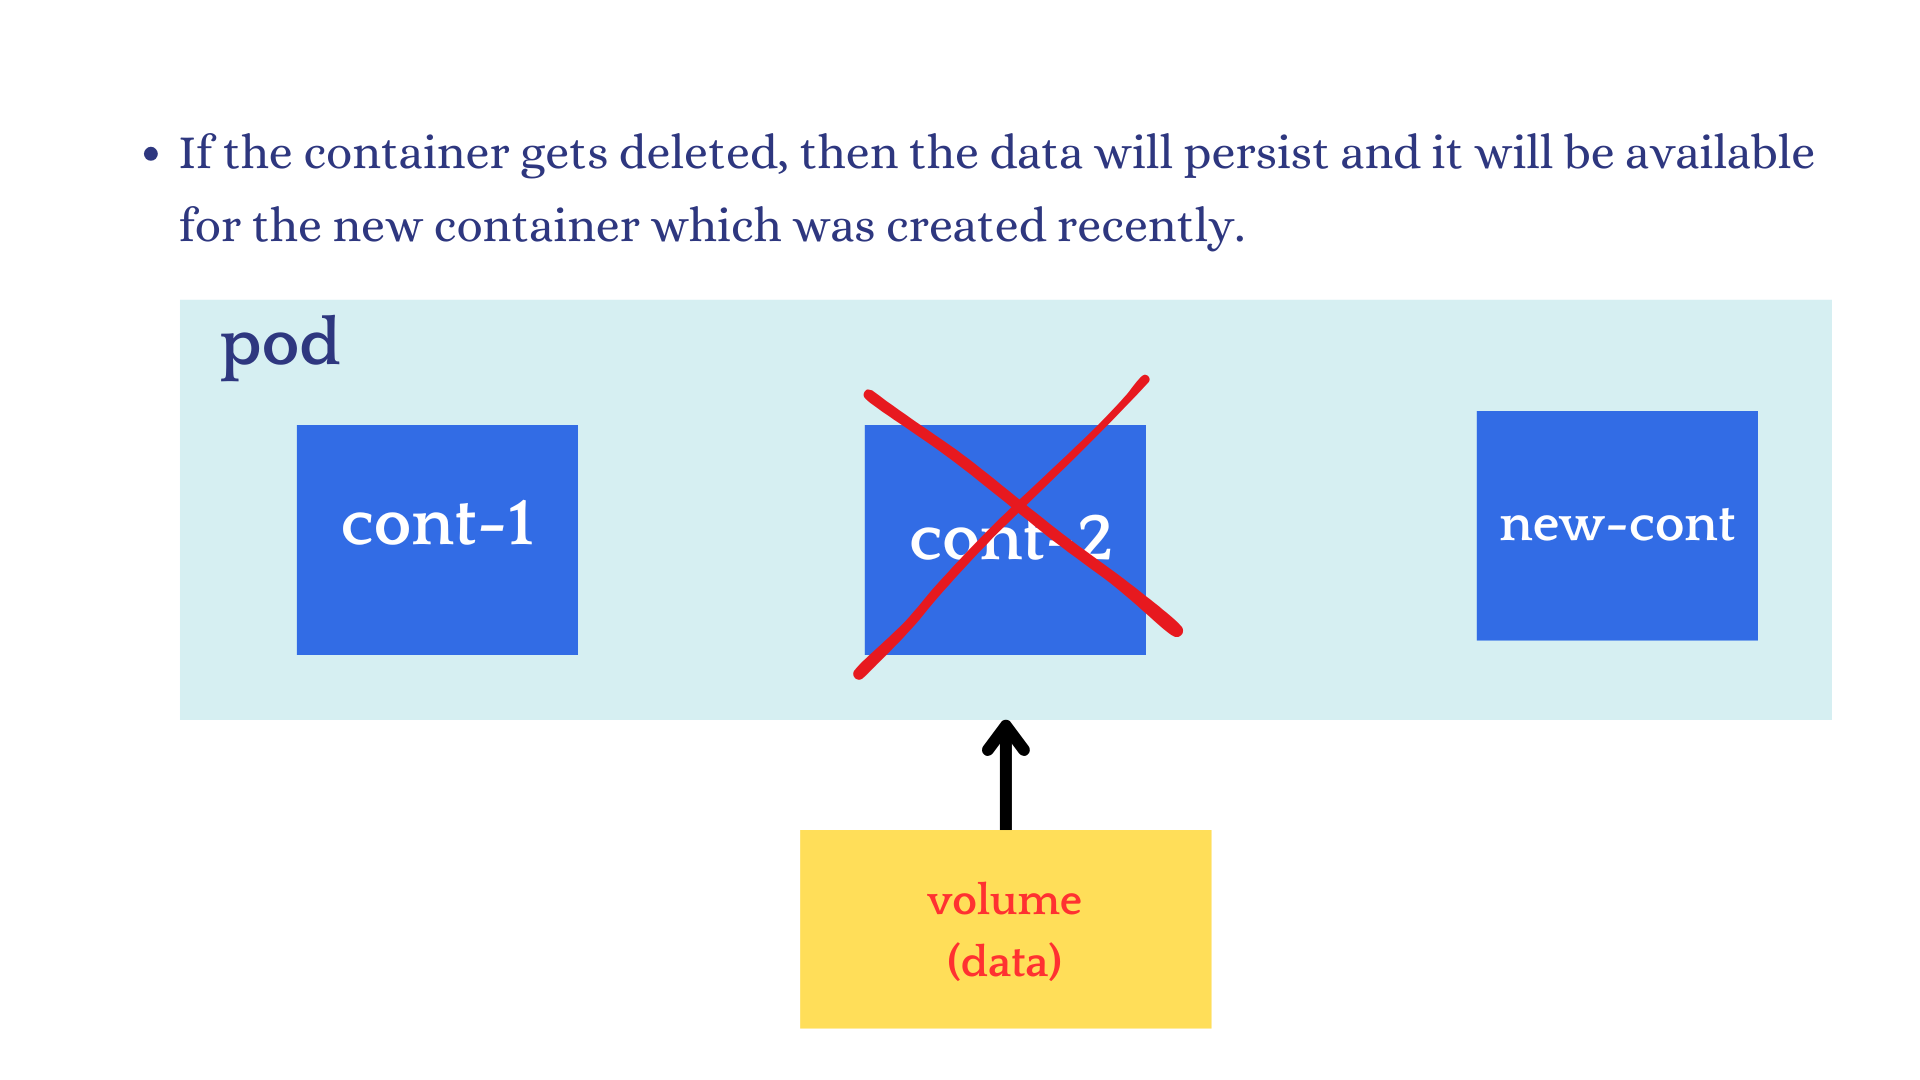 • If the container gets deleted, then the data will persist and it will be available
for the new container which was created recently.
pod
cont-1
cont-2
new-cont
volume
(data)